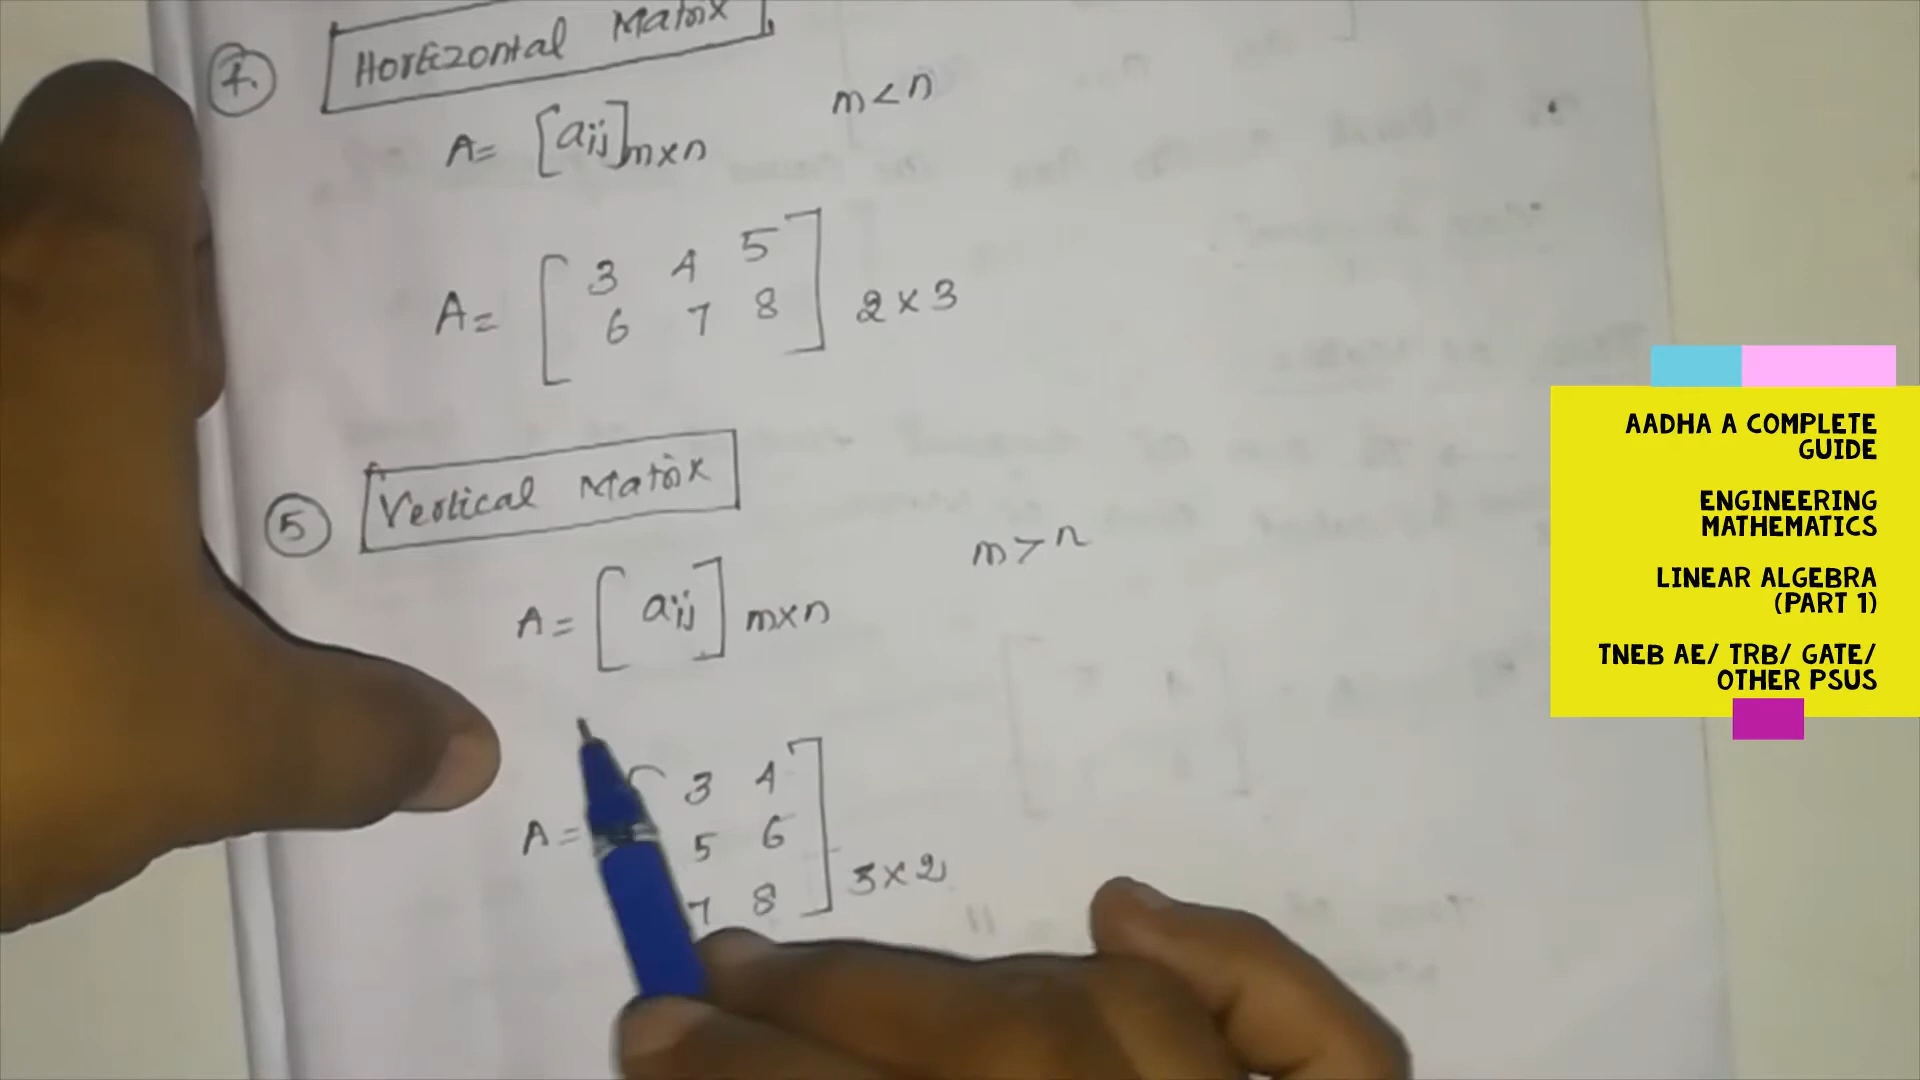 4. Horizontal Matrix
A = [aij]m×n m<n
A = [3 4 5
6 7 8] 2×3
5 Vertical Matrix
A = [aij] m×n m>n
A = [3 4
5 6
7 8] 3×2
AADHA A COMPLETE
GUIDE
ENGINEERING
MATHEMATICS
LINEAR ALGEBRA
(PART 1)
TNEB AE/ TRB/ GATE/
OTHER PSUS